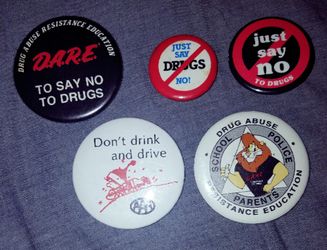 DRUG ABUSE RESISTANCE EDUCATION
D.A.R.E.
TO SAY NO
TO DRUGS
JUST
SAY
DRUGS
NO!
just
say
no
TO DRUGS
Don't drink
and drive
AAA
DRUG ABUSE
SCHOOL POLICE
PARENTS
RESISTANCE EDUCATION